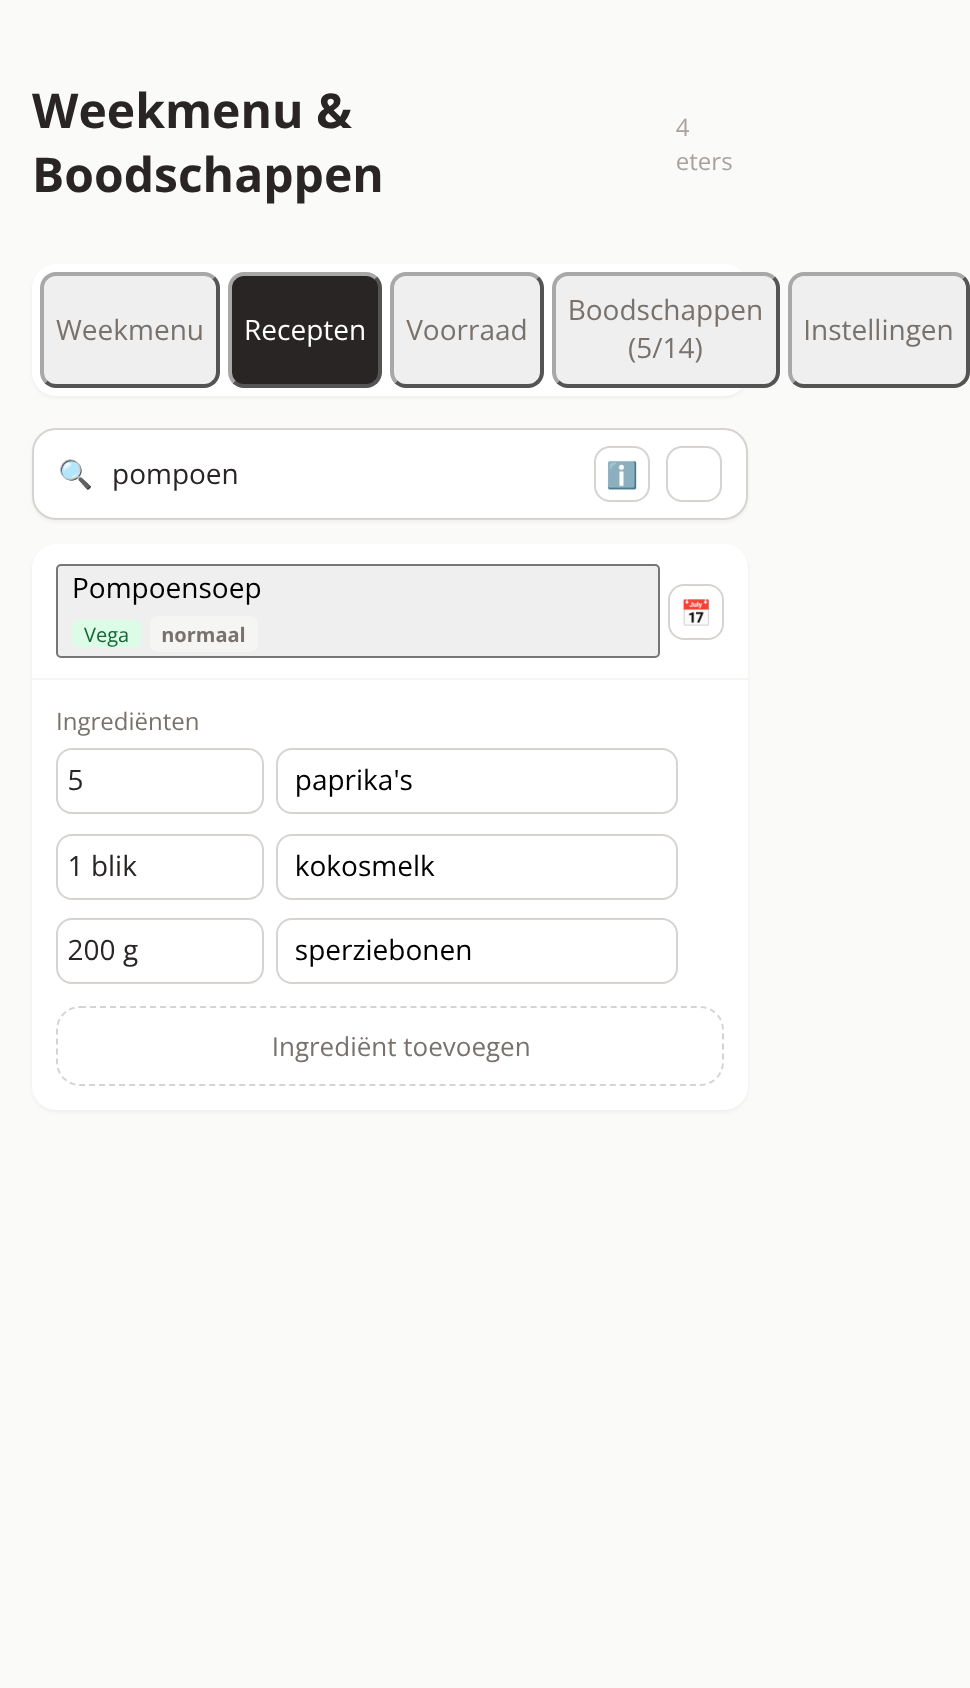 Weekmenu &
Boodschappen
4
eters
Weekmenu
Recepten
Voorraad
Boodschappen
(5/14)
Instellingen
pompoen
Pompoensoep
Vega normaal
Ingrediënten
5 paprika's
1 blik kokosmelk
200 g sperziebonen
Ingrediënt toevoegen